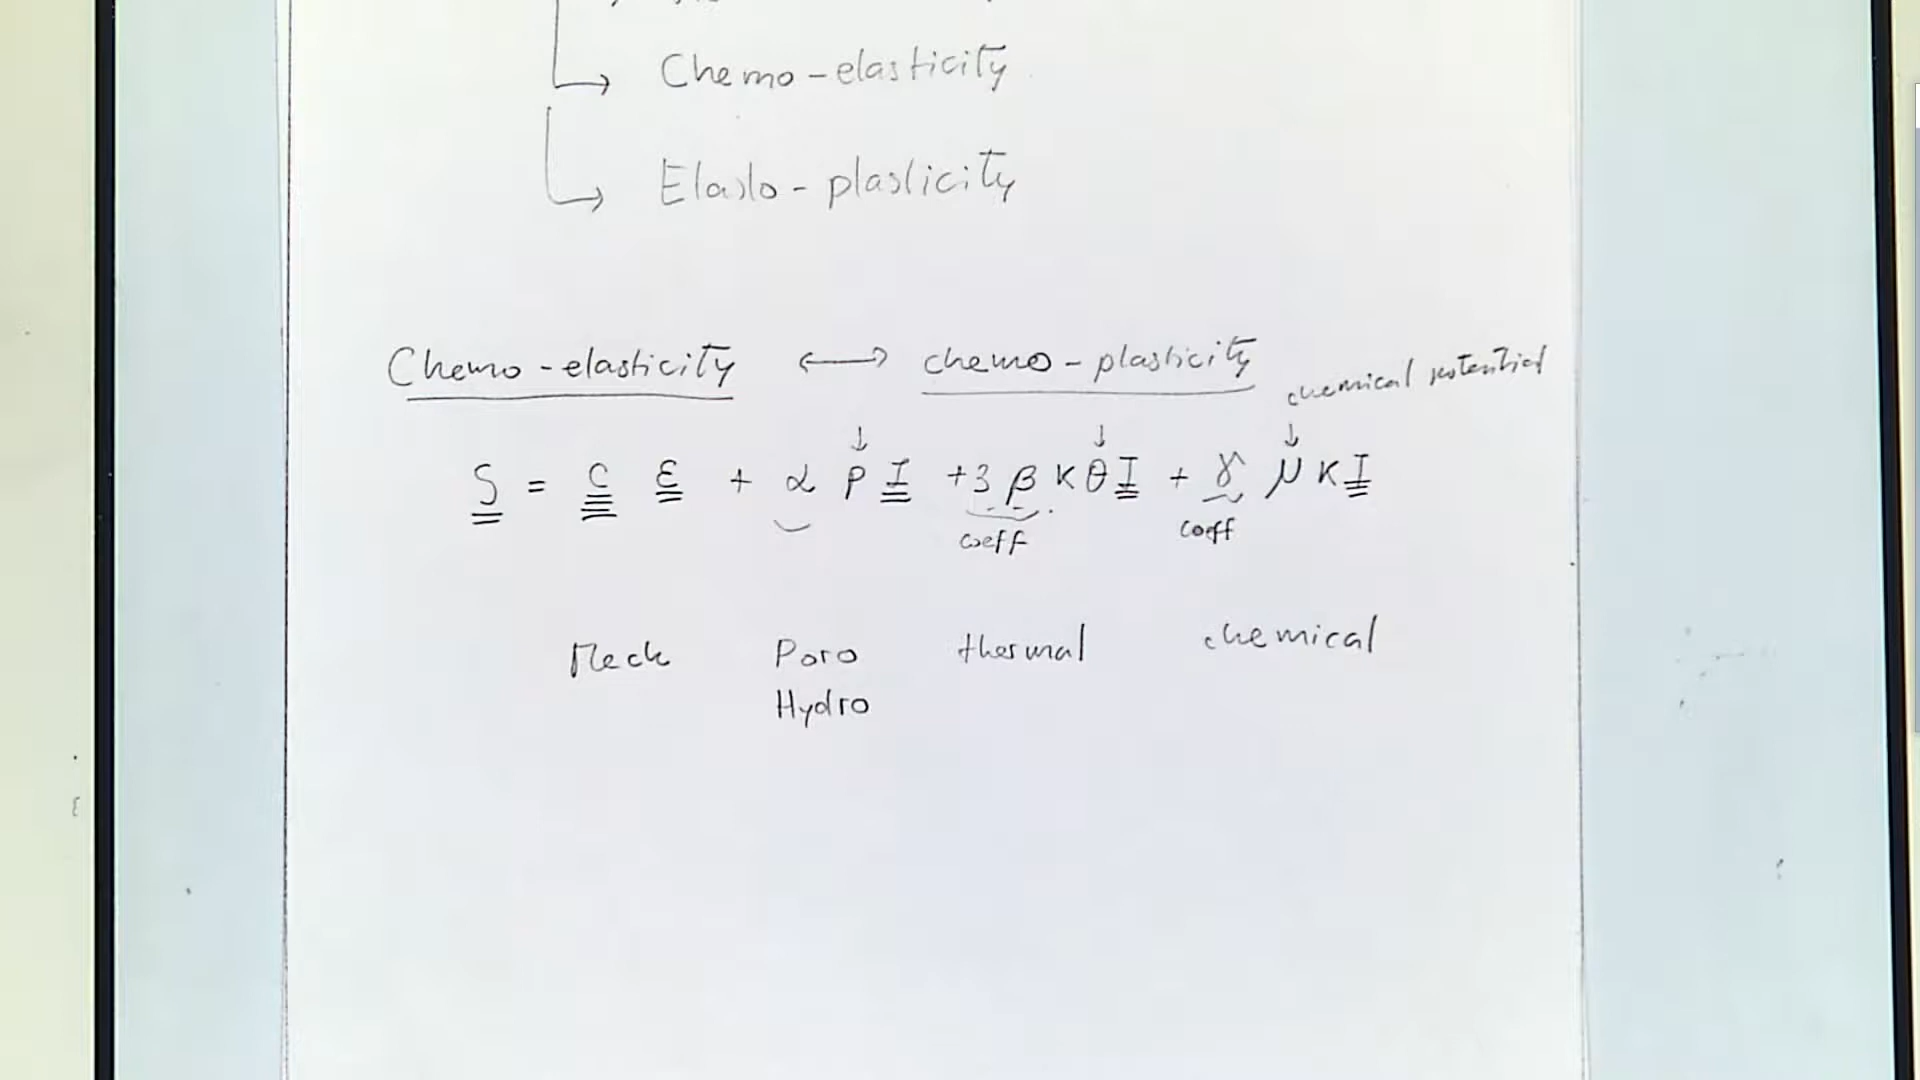 Chemo-elasticity
Elasto-plasticity
Chemo-elasticity ↔ chemo-plasticity
chemical potential
S = C ε + α P I + 3 β K θ I + γ μ K I
coeff coeff
Mech Poro thermal chemical
Hydro